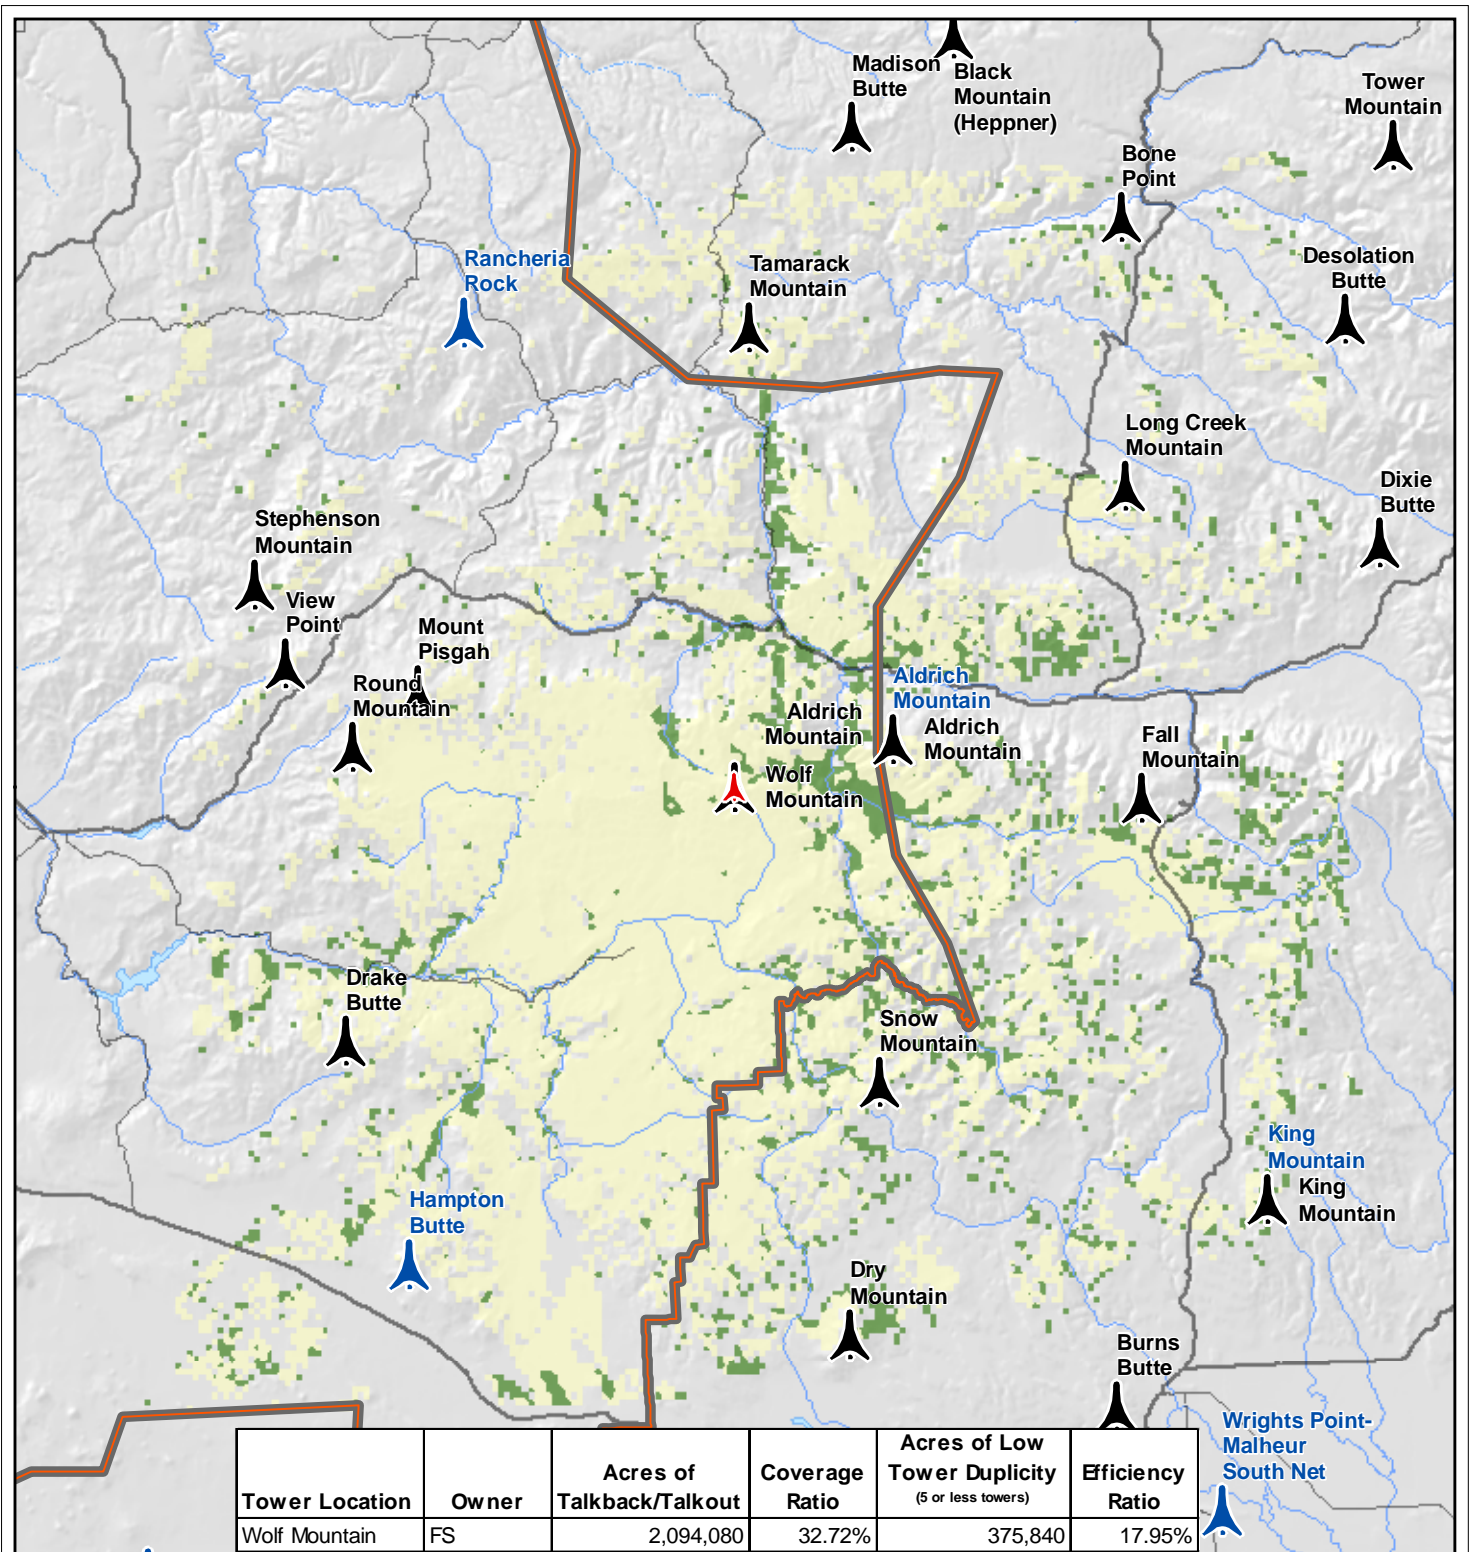 Madison
Butte
Black
Mountain
(Heppner)
Tower
Mountain
Bone
Point
Rancheria
Rock
Tamarack
Mountain
Desolation
Butte
Long Creek
Mountain
Dixie
Butte
Stephenson
Mountain
View
Point
Mount
Pisgah
Round
Mountain
Aldrich
Mountain
Aldrich
Mountain
Aldrich
Mountain
Fall
Mountain
Wolf
Mountain
Drake
Butte
Snow
Mountain
King
Mountain
King
Mountain
Hampton
Butte
Dry
Mountain
Burns
Butte
Wrights Point-
Malheur
South Net
Tower Location
Owner
Acres of
Talkback/Talkout
Coverage
Ratio
Acres of Low
Tower Duplicity
(5 or less towers)
Efficiency
Ratio
Wolf Mountain FS 2,094,080 32.72% 375,840 17.95%